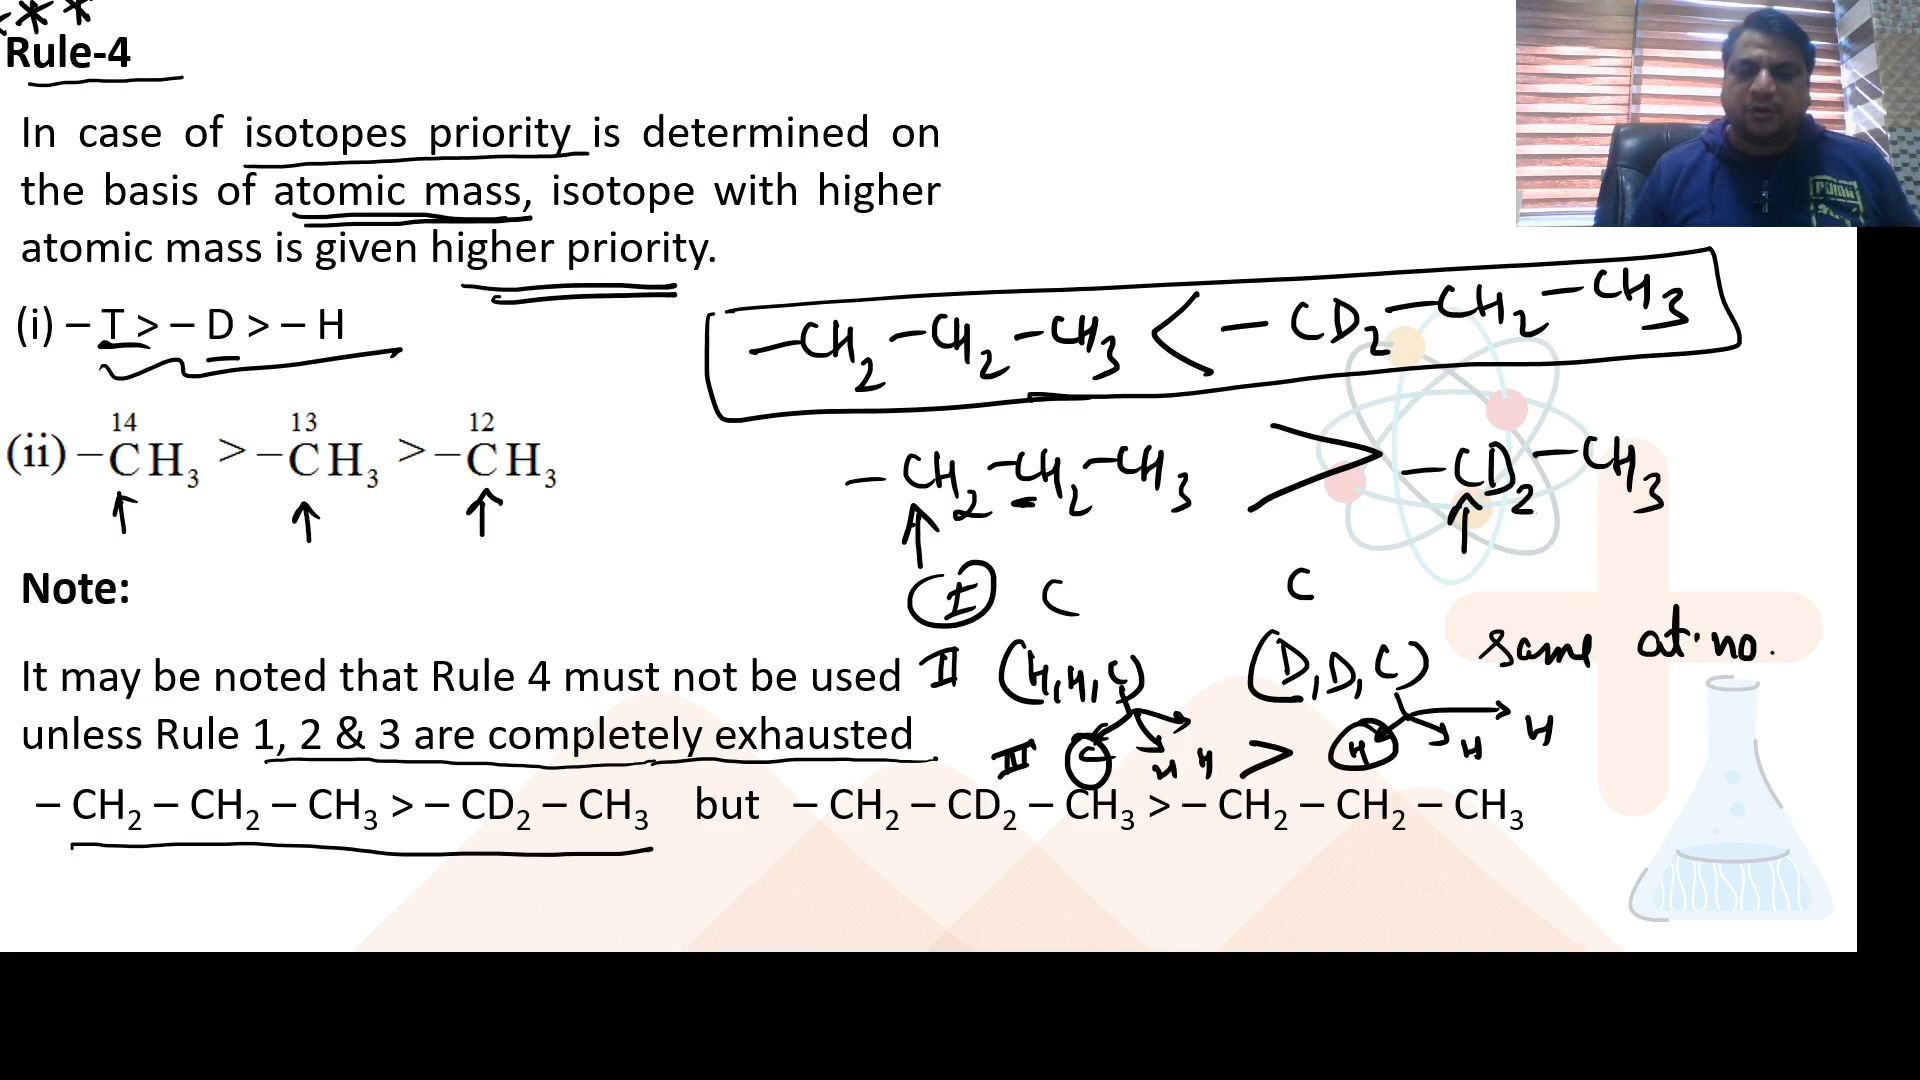 ***
Rule-4
In case of isotopes priority is determined on
the basis of atomic mass, isotope with higher
atomic mass is given higher priority.
(i) – T > – D > – H
–CH₂–CH₂–CH₃ < –CD₂–CH₂–CH₃
(ii) –¹⁴CH₃ > –¹³CH₃ > –¹²CH₃
–CH₂–CH₂–CH₃ > –CD₂–CH₃
Note:
I C C
It may be noted that Rule 4 must not be used
unless Rule 1, 2 & 3 are completely exhausted
II (H,H,C) (D,D,C) same at.no.
III C H H > H H H
– CH₂ – CH₂ – CH₃ > – CD₂ – CH₃ but – CH₂ – CD₂ – CH₃ > – CH₂ – CH₂ – CH₃